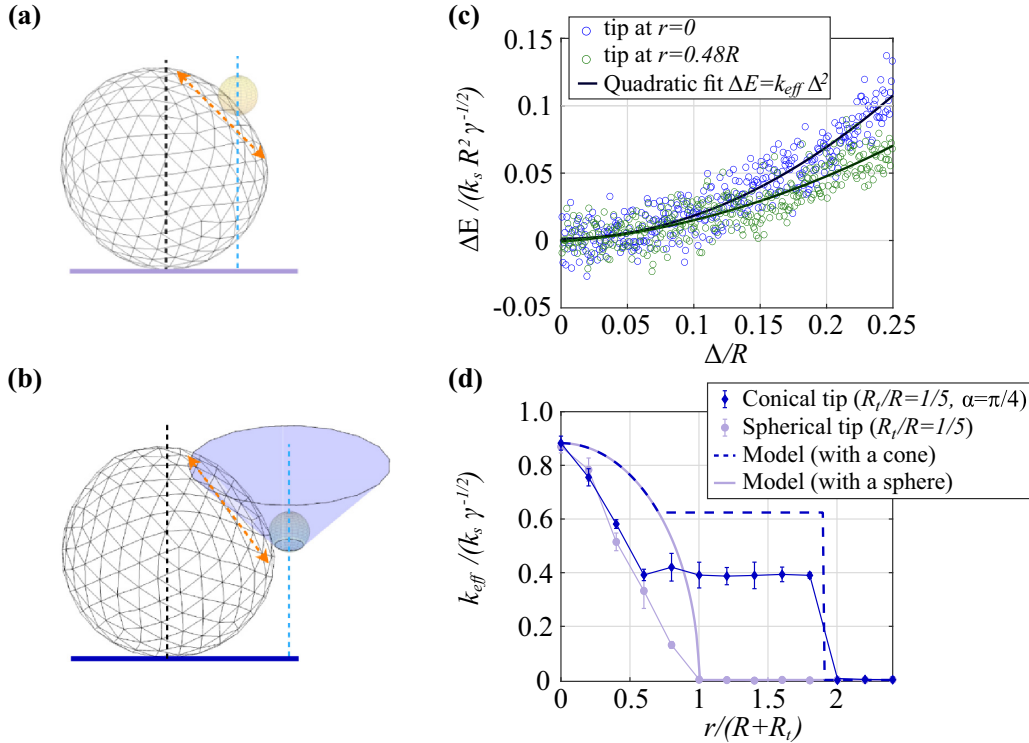 (a)
(b)
(c)
tip at r=0
tip at r=0.48R
Quadratic fit ΔE=k_eff Δ^2
ΔE /(k_s R^2 γ^-1/2)
0.15
0.1
0.05
0
-0.05
0 0.05 0.1 0.15 0.2 0.25
Δ/R
(d)
Conical tip (R_t/R=1/5, α=π/4)
Spherical tip (R_t/R=1/5)
Model (with a cone)
Model (with a sphere)
k_eff /(k_s γ^-1/2)
1
0.8
0.6
0.4
0.2
0
0 0.5 1 1.5 2
r/(R+R_t)